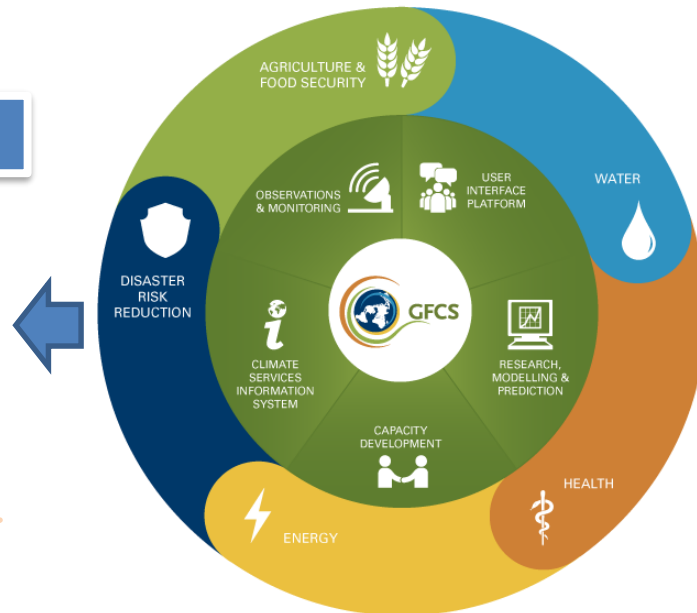 AGRICULTURE &
FOOD SECURITY
WATER
OBSERVATIONS
& MONITORING
USER
INTERFACE
PLATFORM
DISASTER
RISK
REDUCTION
GFCS
CLIMATE
SERVICES
INFORMATION
SYSTEM
RESEARCH,
MODELLING &
PREDICTION
CAPACITY
DEVELOPMENT
HEALTH
ENERGY